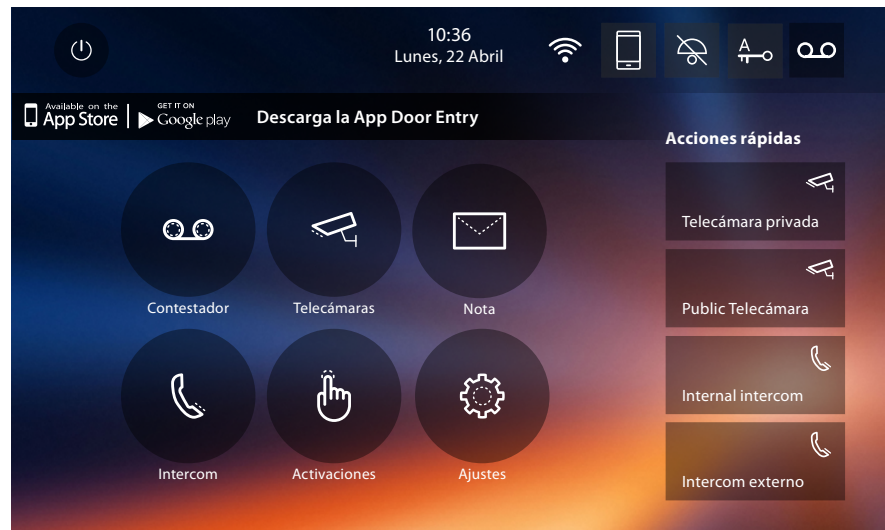 10:36
Lunes, 22 Abril
A
Available on the
App Store
GET IT ON
Google play
Descarga la App Door Entry
Acciones rápidas
Telecámara privada
Public Telecámara
Internal intercom
Intercom externo
Contestador
Telecámaras
Nota
Intercom
Activaciones
Ajustes